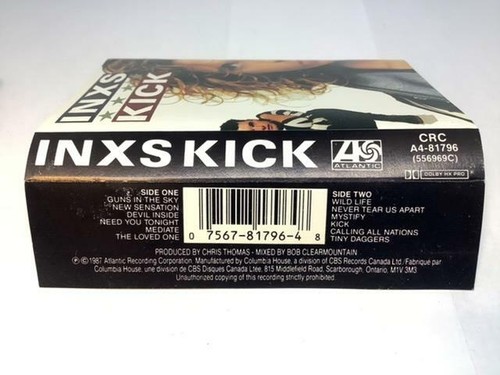 INXS
★★★★
KICK
INXS KICK
ATLANTIC
CRC
A4-81796
(556969C)
DOLBY HX PRO
SIDE ONE
GUNS IN THE SKY
NEW SENSATION
DEVIL INSIDE
NEED YOU TONIGHT
MEDIATE
THE LOVED ONE
0 7567-81796-4 8
SIDE TWO
WILD LIFE
NEVER TEAR US APART
MYSTIFY
KICK
CALLING ALL NATIONS
TINY DAGGERS
PRODUCED BY CHRIS THOMAS - MIXED BY BOB CLEARMOUNTAIN
℗©1987 Atlantic Recording Corporation. Manufactured by Columbia House, a division of CBS Records Canada Ltd/Fabriqué par
Columbia House, une division de CBS Disques Canada Ltee, 815 Middlefield Road, Scarborough, Ontario. M1V 3M3
Unauthorized copying of this recording strictly prohibited.